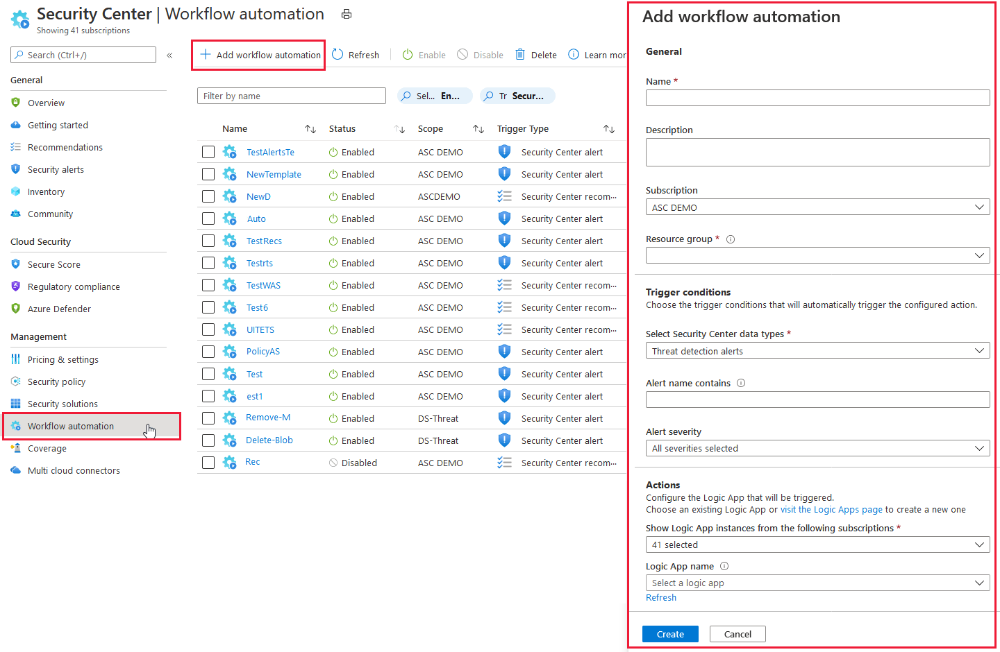 Security Center | Workflow automation
Showing 41 subscriptions
Search (Ctrl+/)
«
General
Overview
Getting started
Recommendations
Security alerts
Inventory
Community
Cloud Security
Secure Score
Regulatory compliance
Azure Defender
Management
Pricing & settings
Security policy
Security solutions
Workflow automation
Coverage
Multi cloud connectors
Add workflow automation Refresh Enable Disable Delete Learn mor
Filter by name Sel... En... Tr Secur...
Name Status Scope Trigger Type
TestAlertsTe Enabled ASC DEMO Security Center alert
NewTemplate Enabled ASC DEMO Security Center alert
NewD Enabled ASCDEMO Security Center recom...
Auto Enabled ASC DEMO Security Center alert
TestRecs Enabled ASC DEMO Security Center alert
Testrts Enabled ASC DEMO Security Center alert
TestWAS Enabled ASC DEMO Security Center recom...
Test6 Enabled ASC DEMO Security Center recom...
UITETS Enabled ASC DEMO Security Center recom...
PolicyAS Enabled ASC DEMO Security Center alert
Test Enabled ASC DEMO Security Center alert
est1 Enabled ASC DEMO Security Center alert
Remove-M Enabled DS-Threat Security Center alert
Delete-Blob Enabled DS-Threat Security Center alert
Rec Disabled ASC DEMO Security Center recom...
Add workflow automation
General
Name *
Description
Subscription
ASC DEMO
Resource group *
Trigger conditions
Choose the trigger conditions that will automatically trigger the configured action.
Select Security Center data types *
Threat detection alerts
Alert name contains
Alert severity
All severities selected
Actions
Configure the Logic App that will be triggered.
Choose an existing Logic App or visit the Logic Apps page to create a new one
Show Logic App instances from the following subscriptions *
41 selected
Logic App name
Select a logic app
Refresh
Create Cancel